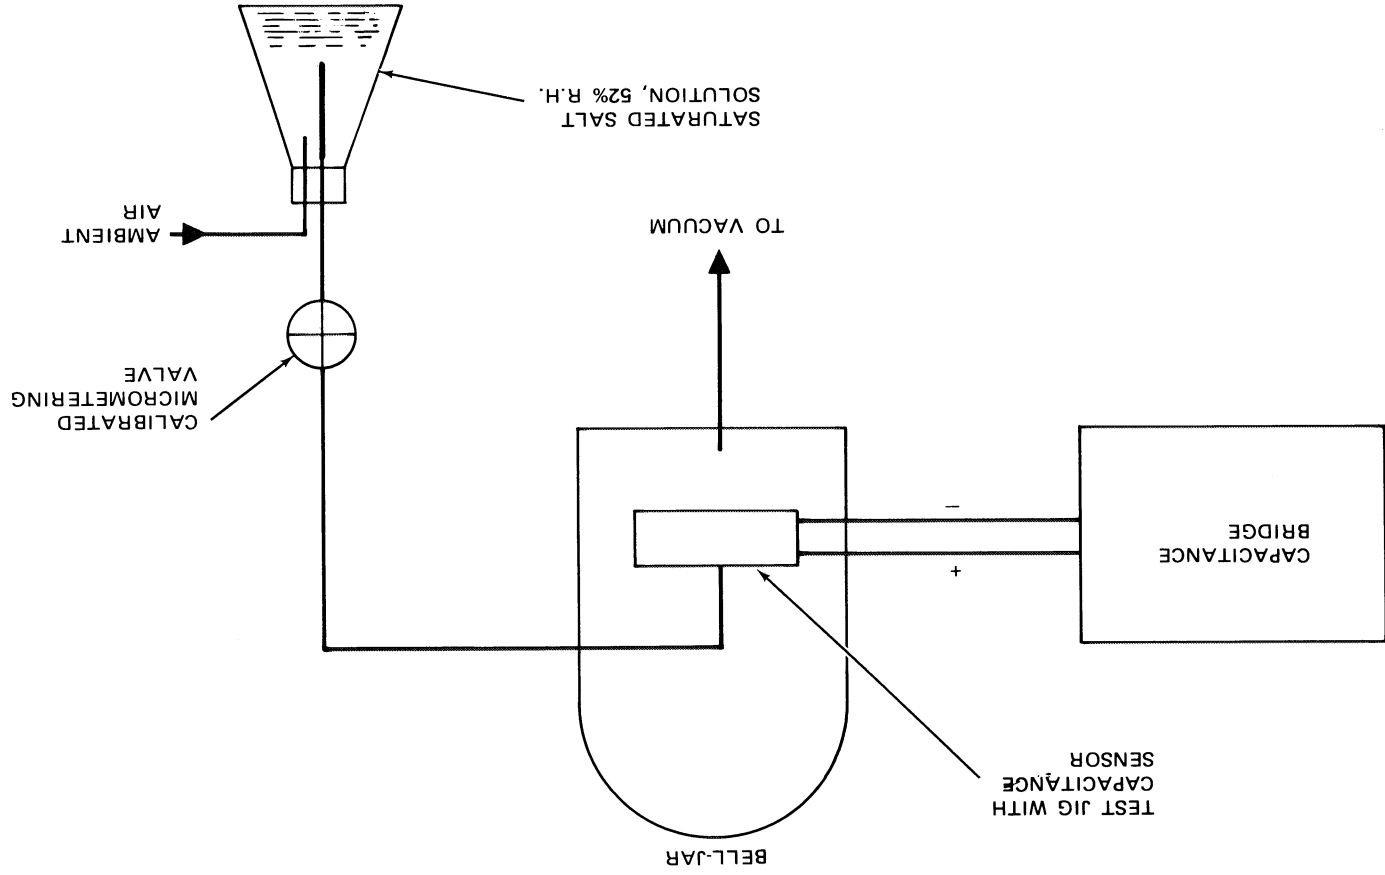 BELL-JAR
TEST JIG WITH
CAPACITANCE
SENSOR
CAPACITANCE
BRIDGE
+
−
CALIBRATED
MICROMETERING
VALVE
TO VACUUM
AMBIENT
AIR
SATURATED SALT
SOLUTION, 52% R.H.